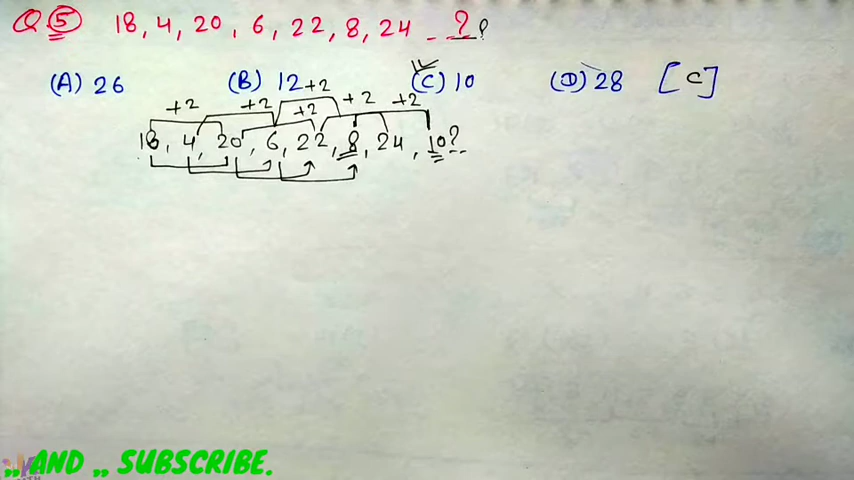 Q.5 18, 4, 20, 6, 22, 8, 24 - ? ?
(A) 26 (B) 12 (C) 10 (D) 28 [C]
+2 +2 +2 +2 +2 +2
18, 4, 20, 6, 22, 8, 24, 10?
,, AND ,, SUBSCRIBE.